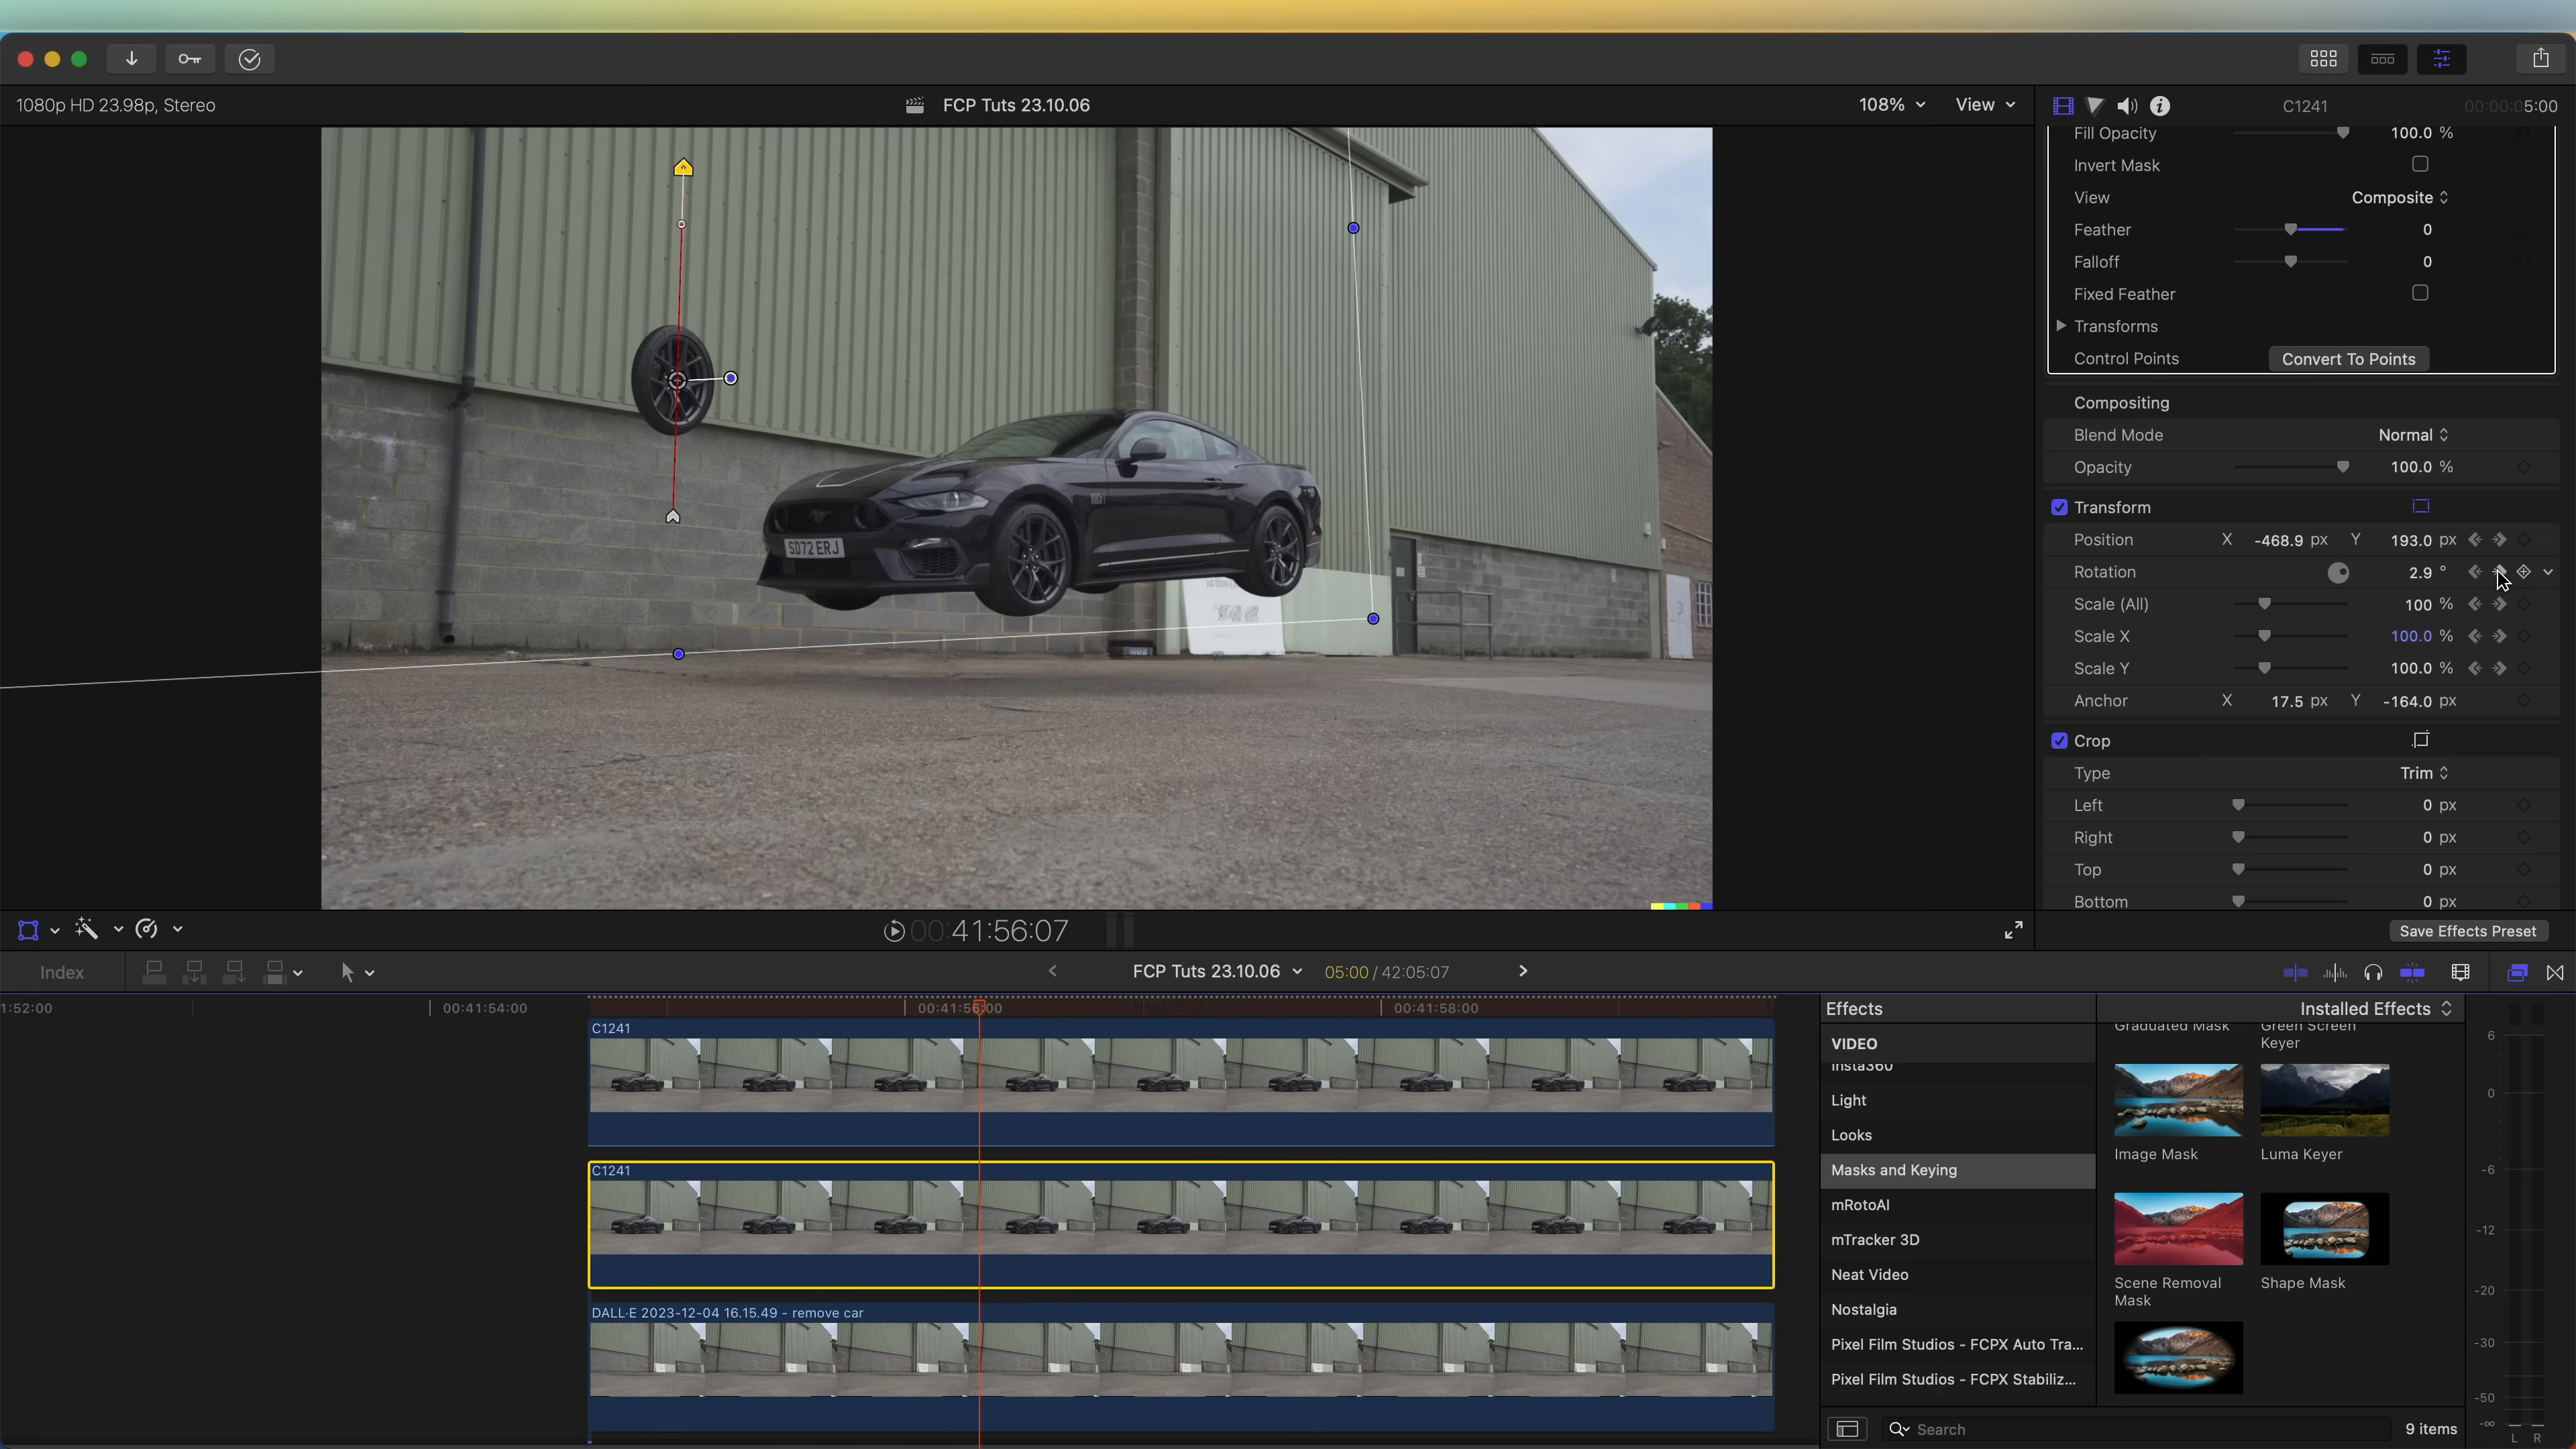 1080p HD 23.98p, Stereo
FCP Tuts 23.10.06
108%
View
C1241
00:00:05:00
Fill Opacity 100.0 %
Invert Mask
View Composite
Feather 0
Falloff 0
Fixed Feather
Transforms
Control Points Convert To Points
Compositing
Blend Mode Normal
Opacity 100.0 %
Transform
Position X -468.9 px Y 193.0 px
Rotation 2.9 °
Scale (All) 100 %
Scale X 100.0 %
Scale Y 100.0 %
Anchor X 17.5 px Y -164.0 px
Crop
Type Trim
Left 0 px
Right 0 px
Top 0 px
Bottom 0 px
SD72 ERJ
00:41:56:07
Save Effects Preset
Index
FCP Tuts 23.10.06
05:00 / 42:05:07
1:52:00
00:41:54:00
00:41:56:00
00:41:58:00
C1241
C1241
DALL·E 2023-12-04 16.15.49 - remove car
Effects
VIDEO
Insta360
Light
Looks
Masks and Keying
mRotoAI
mTracker 3D
Neat Video
Nostalgia
Pixel Film Studios - FCPX Auto Tra...
Pixel Film Studios - FCPX Stabiliz...
Installed Effects
Graduated Mask
Green Screen
Keyer
Image Mask
Luma Keyer
Scene Removal
Mask
Shape Mask
Search
9 items
6
0
-6
-12
-20
-30
-50
-∞
L R